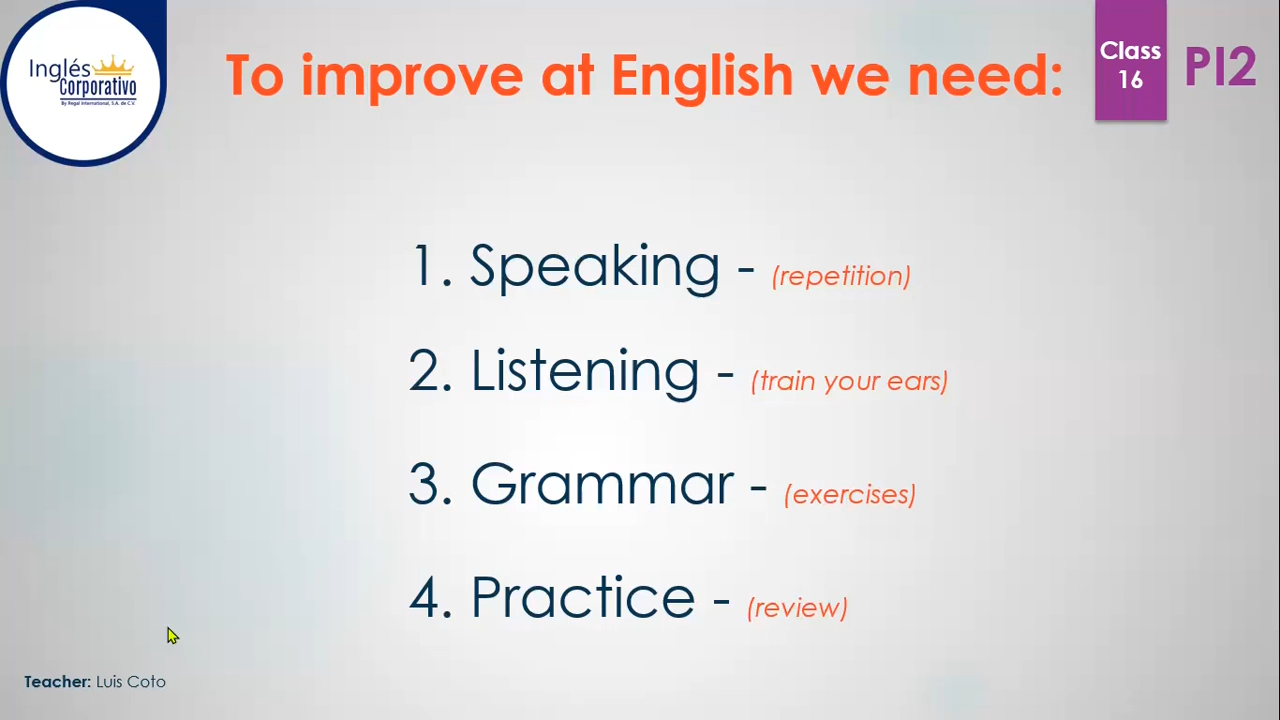 Inglés
Corporativo
By Regal International, S.A. de C.V.
To improve at English we need:
Class
16
PI2
1. Speaking - (repetition)
2. Listening - (train your ears)
3. Grammar - (exercises)
4. Practice - (review)
Teacher: Luis Coto